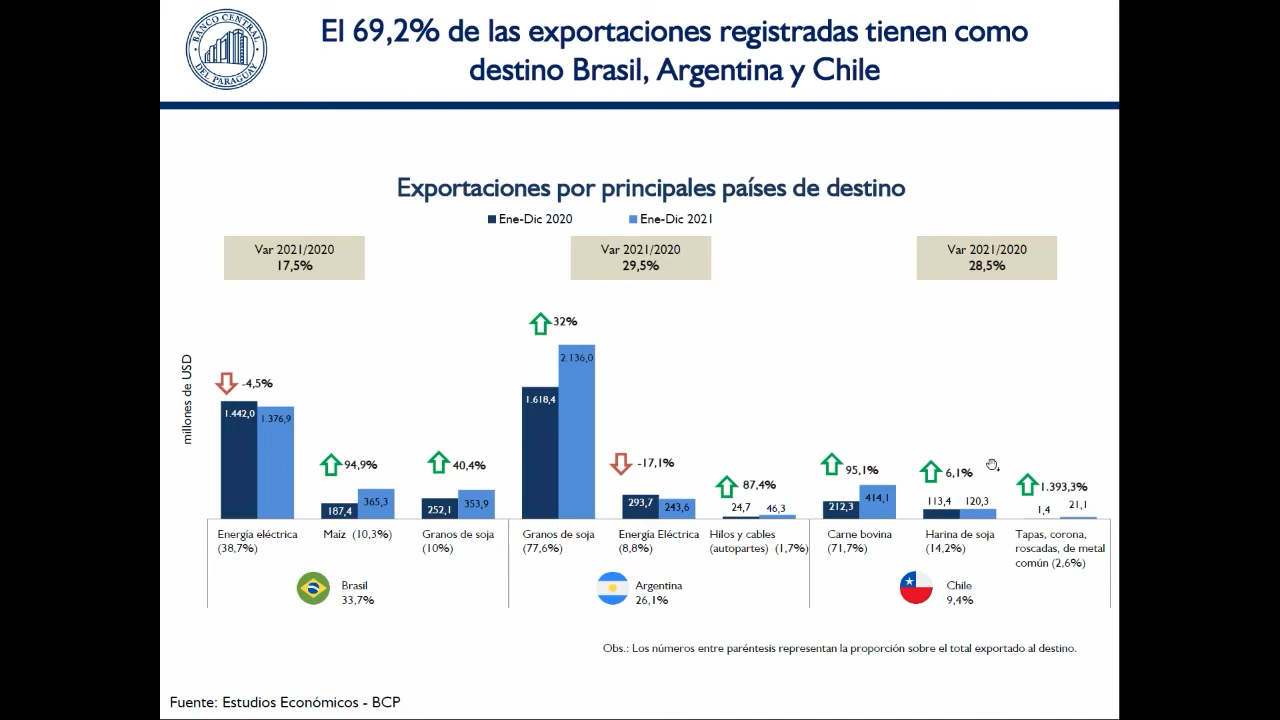 BANCO CENTRAL
DEL PARAGUAY
El 69,2% de las exportaciones registradas tienen como
destino Brasil, Argentina y Chile
Exportaciones por principales países de destino
Ene-Dic 2020
Ene-Dic 2021
Var 2021/2020
17,5%
Var 2021/2020
29,5%
Var 2021/2020
28,5%
millones de USD
-4,5%
1.442,0
1.376,9
94,9%
187,4
365,3
40,4%
252,1
353,9
32%
1.618,4
2.136,0
-17,1%
293,7
243,6
87,4%
24,7
46,3
95,1%
212,3
414,1
6,1%
113,4
120,3
1.393,3%
1,4
21,1
Energía eléctrica
(38,7%)
Maíz (10,3%)
Granos de soja
(10%)
Granos de soja
(77,6%)
Energía Eléctrica
(8,8%)
Hilos y cables
(autopartes) (1,7%)
Carne bovina
(71,7%)
Harina de soja
(14,2%)
Tapas, corona,
roscadas, de metal
común (2,6%)
Brasil
33,7%
Argentina
26,1%
Chile
9,4%
Obs.: Los números entre paréntesis representan la proporción sobre el total exportado al destino.
Fuente: Estudios Económicos - BCP